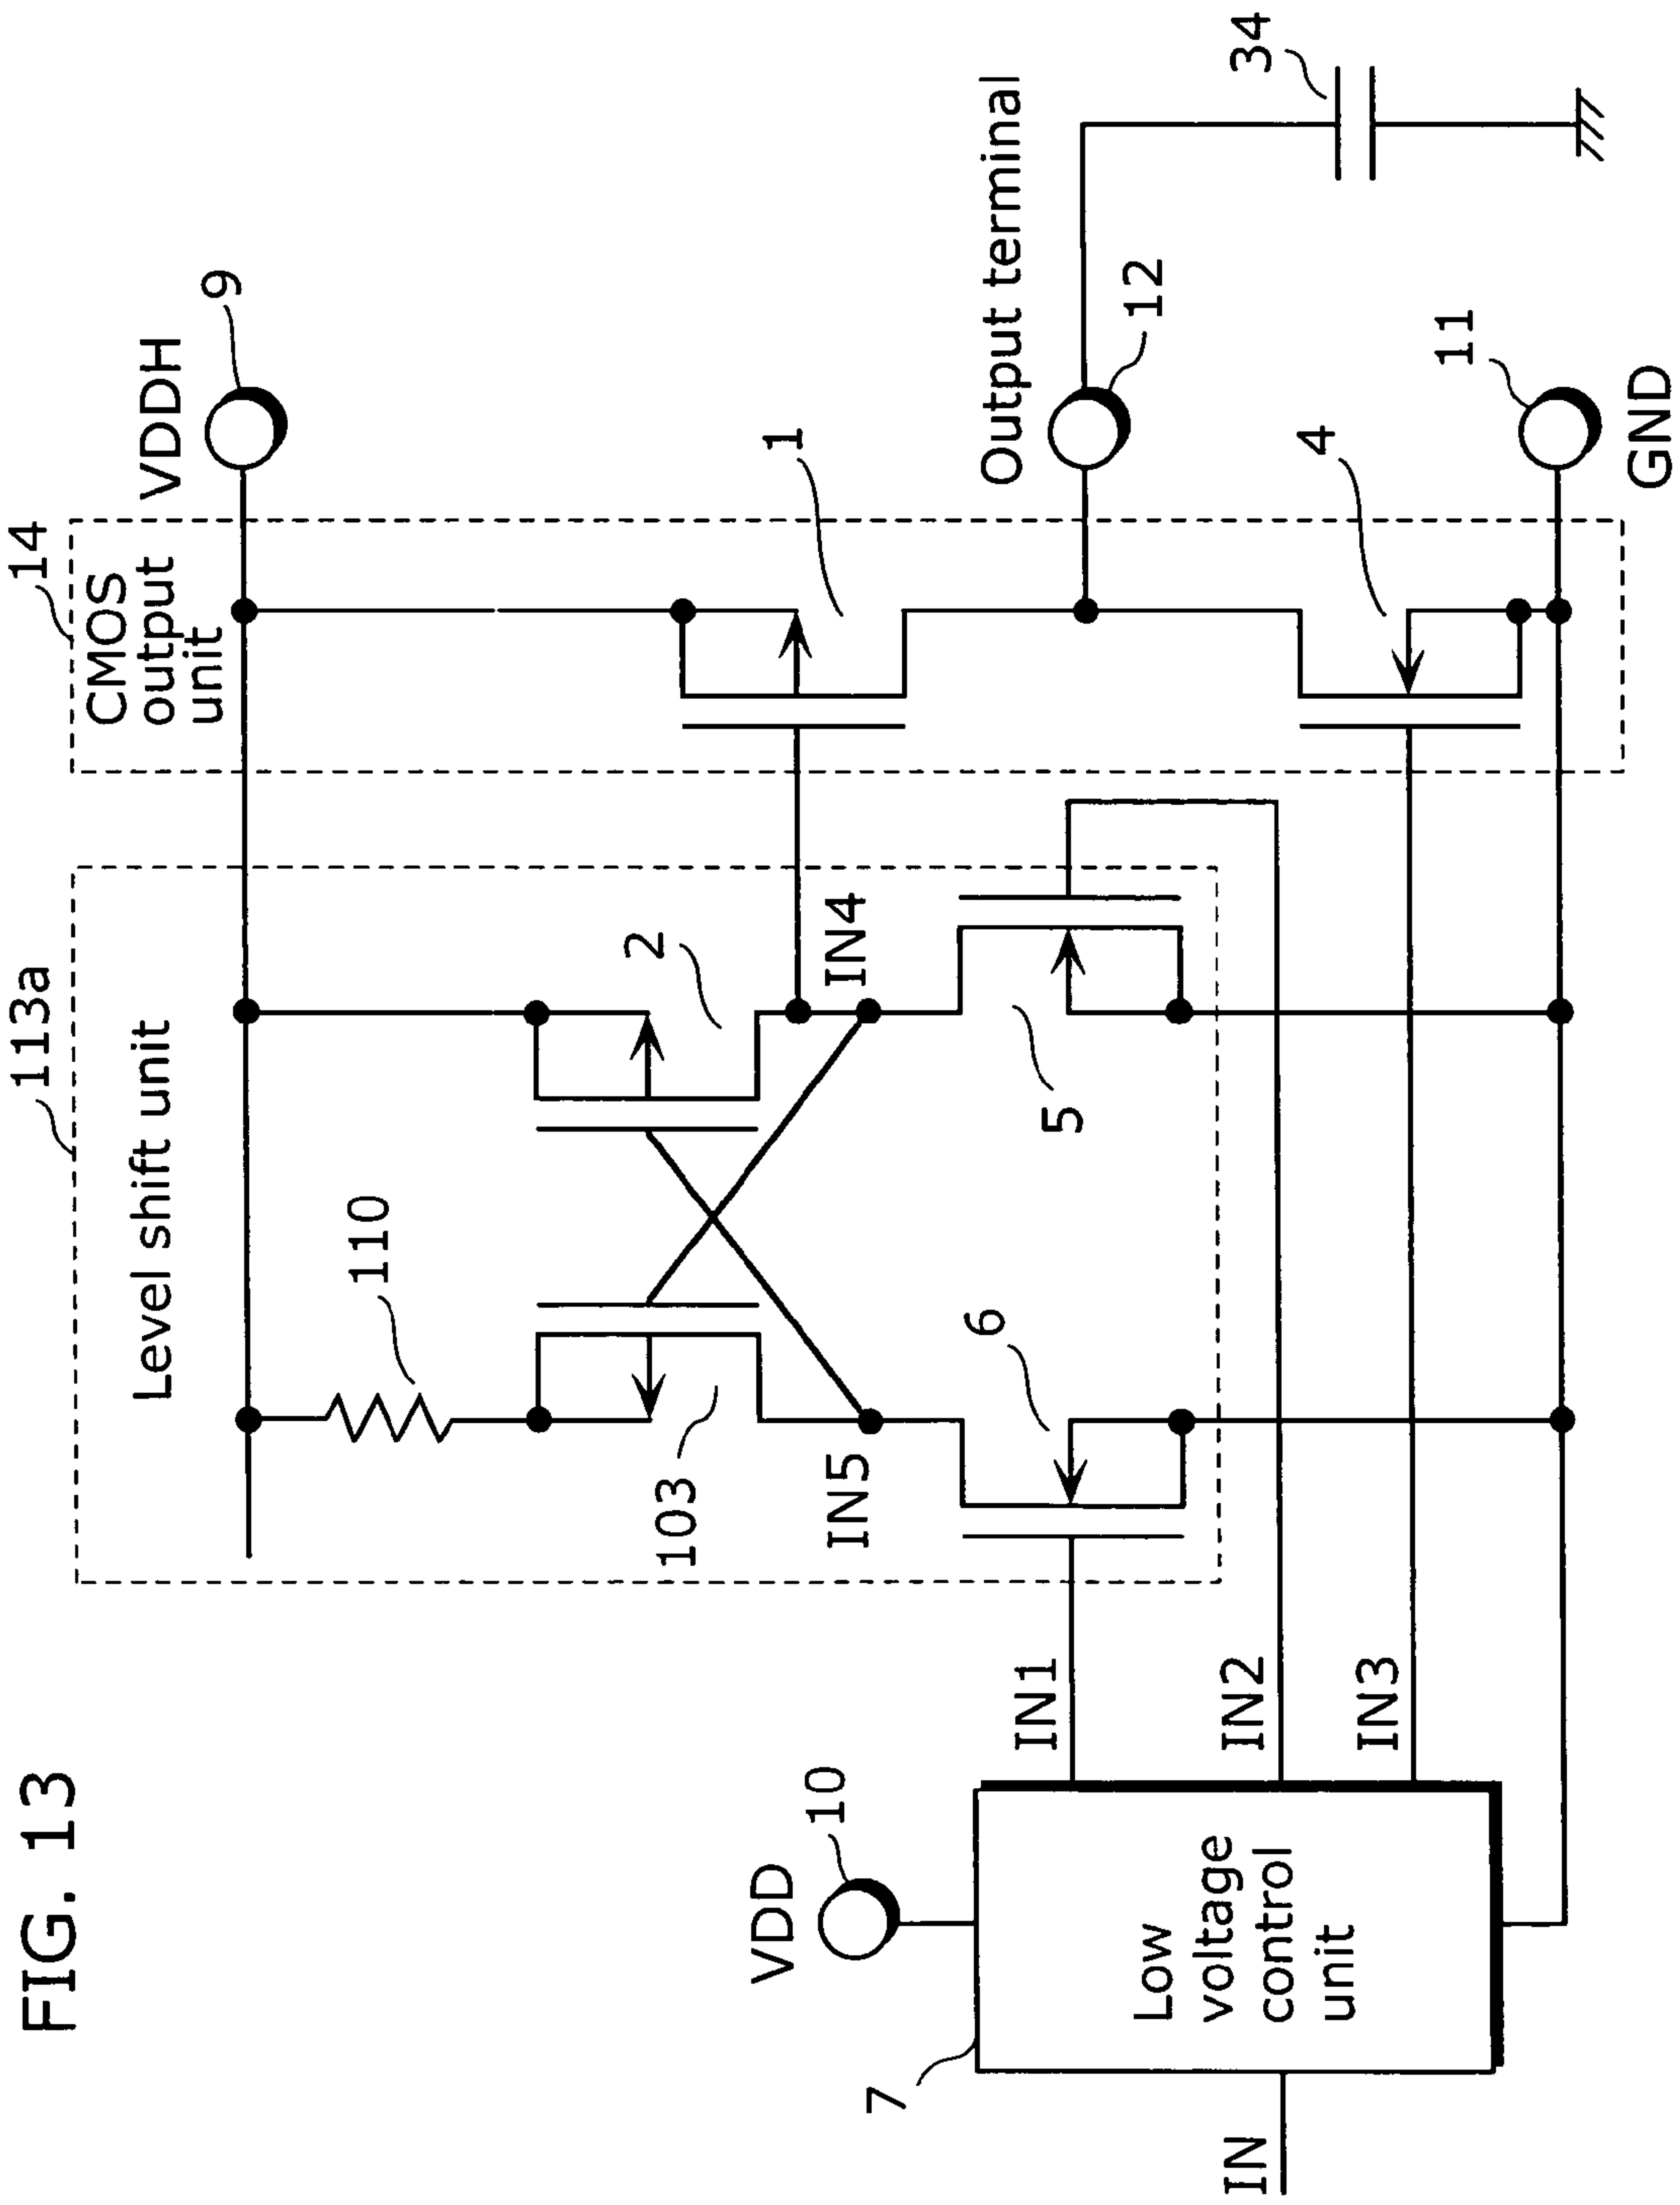 FIG. 13
113a
14
Level shift unit
CMOS
output
unit
VDDH
9
110
103
2
1
IN5
IN4
6
5
4
Output terminal
12
34
11
GND
VDD
10
7
Low
voltage
control
unit
IN
IN1
IN2
IN3